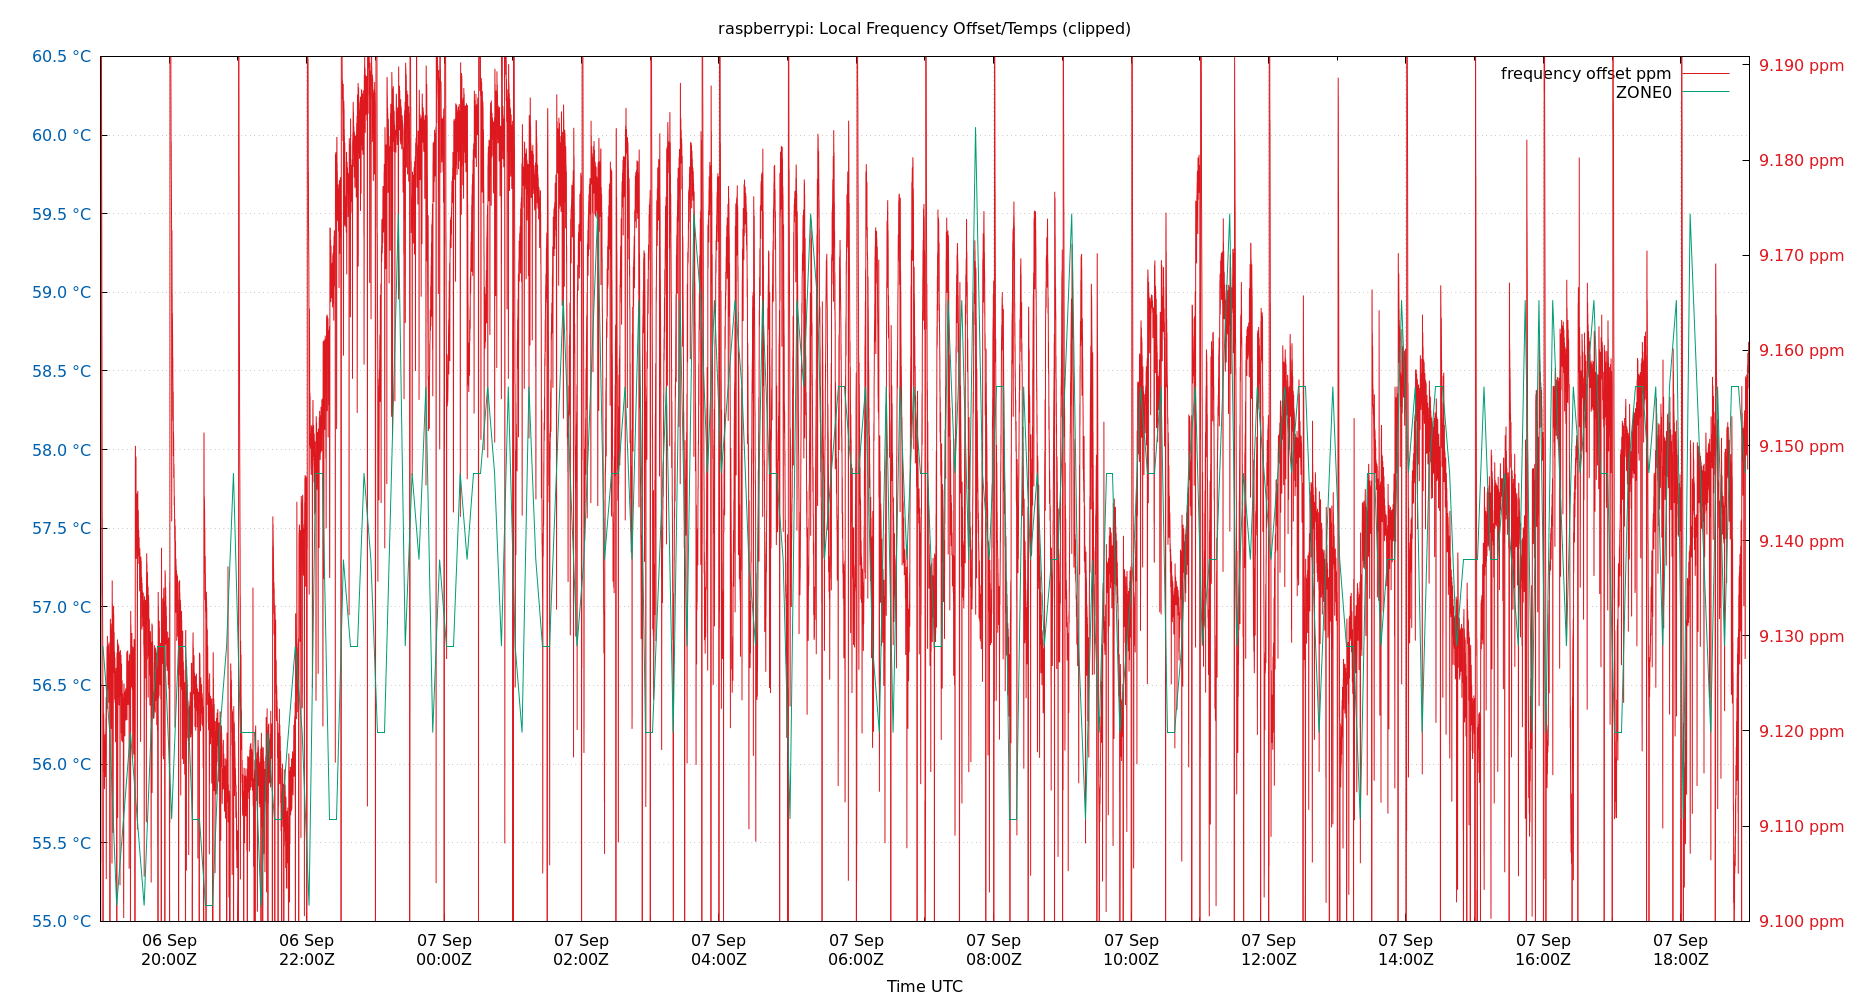 raspberrypi: Local Frequency Offset/Temps (clipped)
60.5 °C
60.0 °C
59.5 °C
59.0 °C
58.5 °C
58.0 °C
57.5 °C
57.0 °C
56.5 °C
56.0 °C
55.5 °C
55.0 °C
frequency offset ppm
ZONE0
9.190 ppm
9.180 ppm
9.170 ppm
9.160 ppm
9.150 ppm
9.140 ppm
9.130 ppm
9.120 ppm
9.110 ppm
9.100 ppm
06 Sep 06 Sep 07 Sep 07 Sep 07 Sep 07 Sep 07 Sep 07 Sep 07 Sep 07 Sep 07 Sep 07 Sep
20:00Z 22:00Z 00:00Z 02:00Z 04:00Z 06:00Z 08:00Z 10:00Z 12:00Z 14:00Z 16:00Z 18:00Z
Time UTC